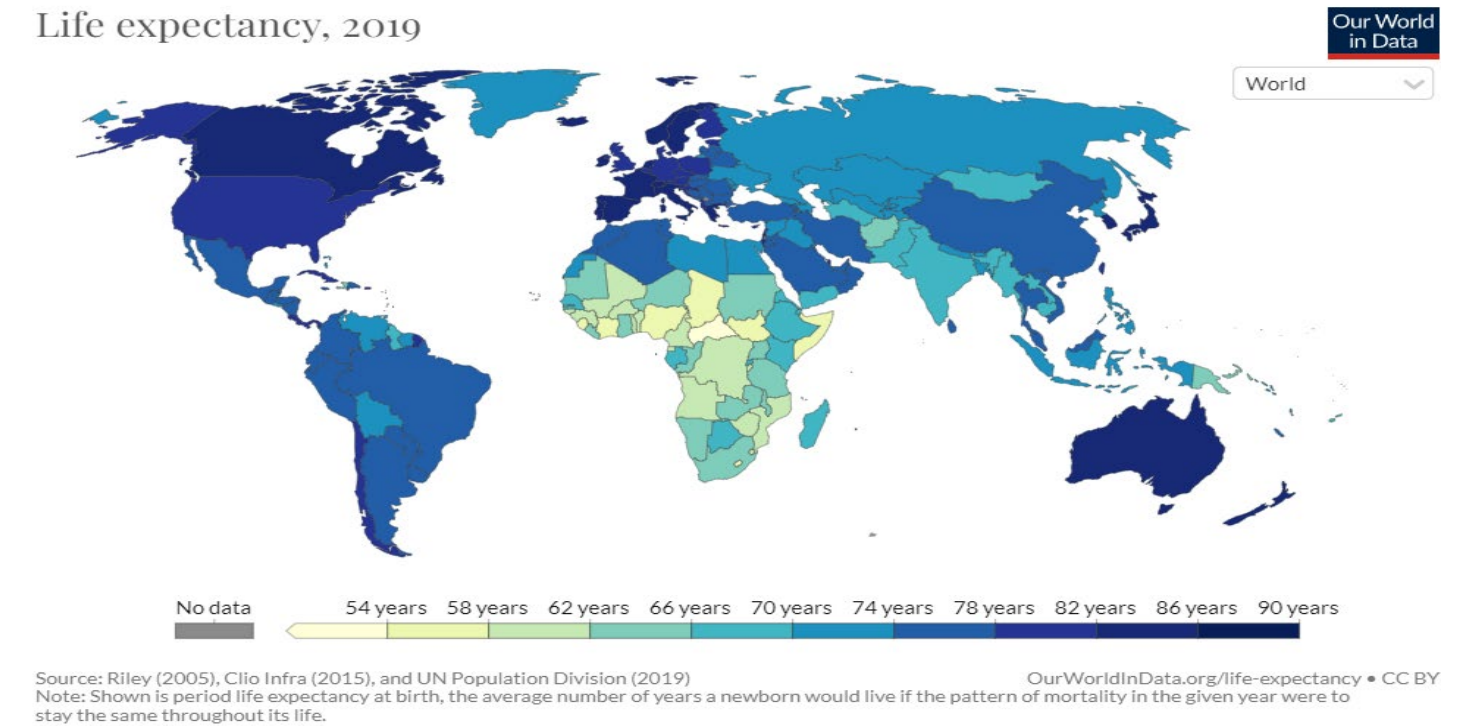 Life expectancy, 2019
Our World
in Data
World
No data
54 years 58 years 62 years 66 years 70 years 74 years 78 years 82 years 86 years 90 years
Source: Riley (2005), Clio Infra (2015), and UN Population Division (2019)
OurWorldInData.org/life-expectancy • CC BY
Note: Shown is period life expectancy at birth, the average number of years a newborn would live if the pattern of mortality in the given year were to
stay the same throughout its life.